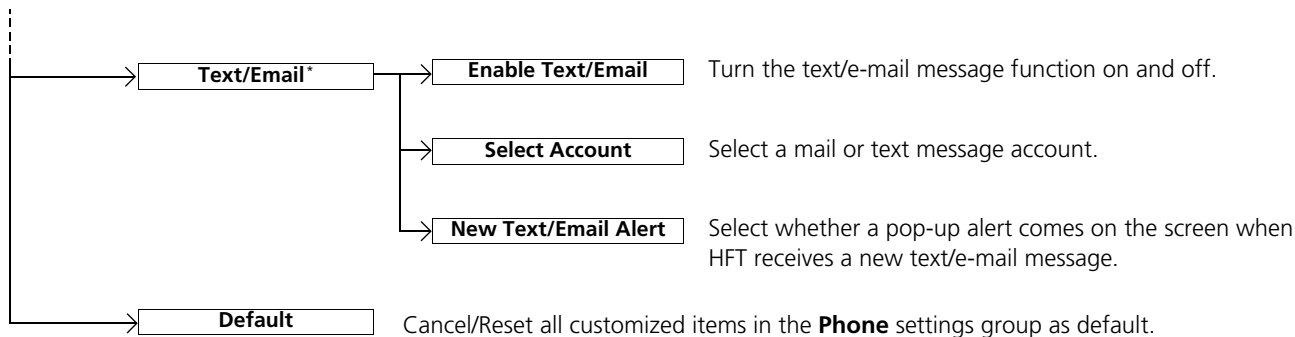 Text/Email*
Enable Text/Email
Turn the text/e-mail message function on and off.
Select Account
Select a mail or text message account.
New Text/Email Alert
Select whether a pop-up alert comes on the screen when
HFT receives a new text/e-mail message.
Default
Cancel/Reset all customized items in the Phone settings group as default.